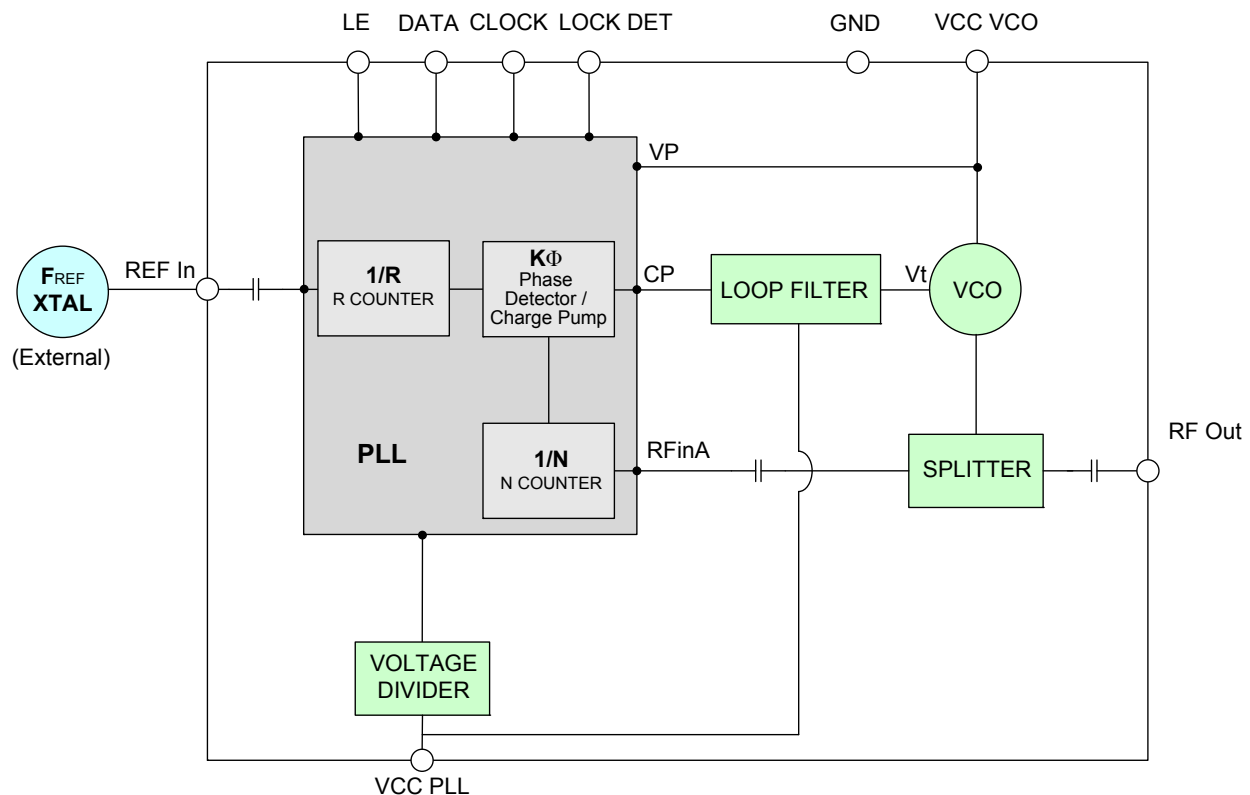 LE
DATA
CLOCK
LOCK DET
GND
VCC VCO
VP
REF In
FREF
XTAL
(External)
1/R
R COUNTER
KΦ
Phase
Detector /
Charge Pump
CP
LOOP FILTER
Vt
VCO
PLL
1/N
N COUNTER
RFinA
SPLITTER
RF Out
VOLTAGE
DIVIDER
VCC PLL